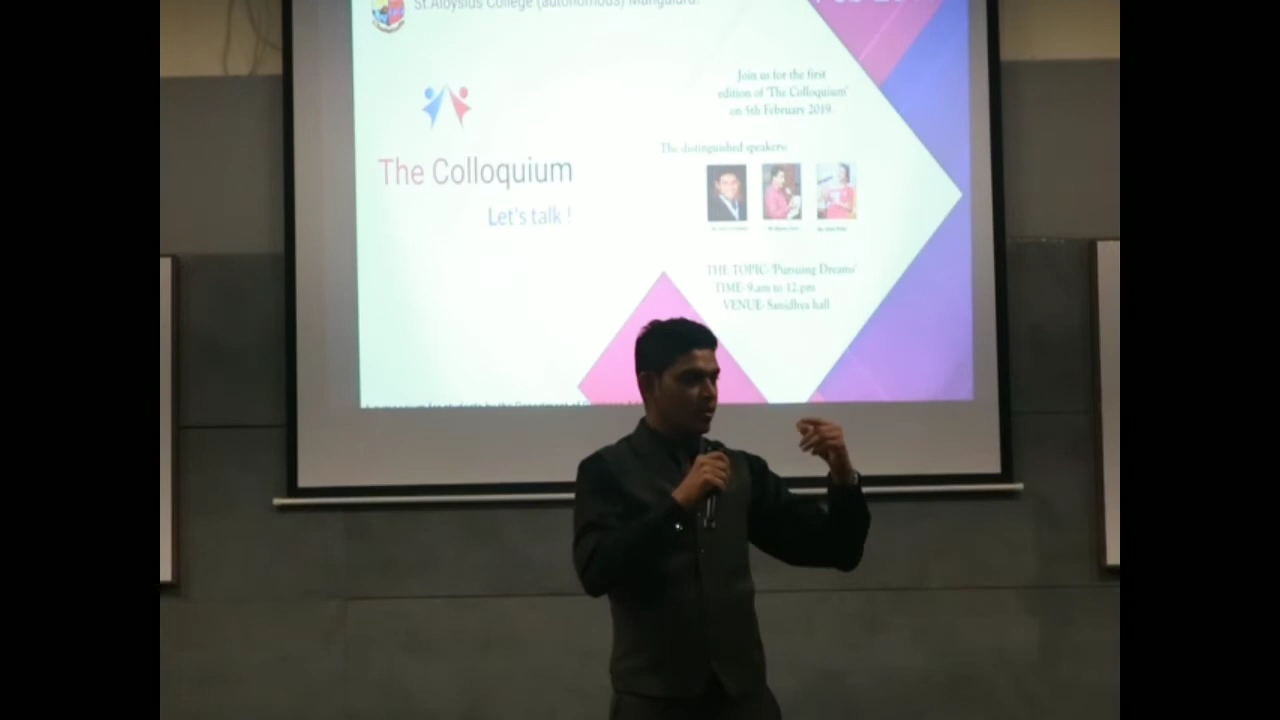 St.Aloysius College (autonomous) Mangaluru.
The Colloquium
Let's talk !
Join us for the first
edition of 'The Colloquium'
on 5th February 2019
The distinguished speakers:
THE TOPIC- 'Pursuing Dreams'
TIME- 9.am to 12.pm
VENUE- Sanidhya hall